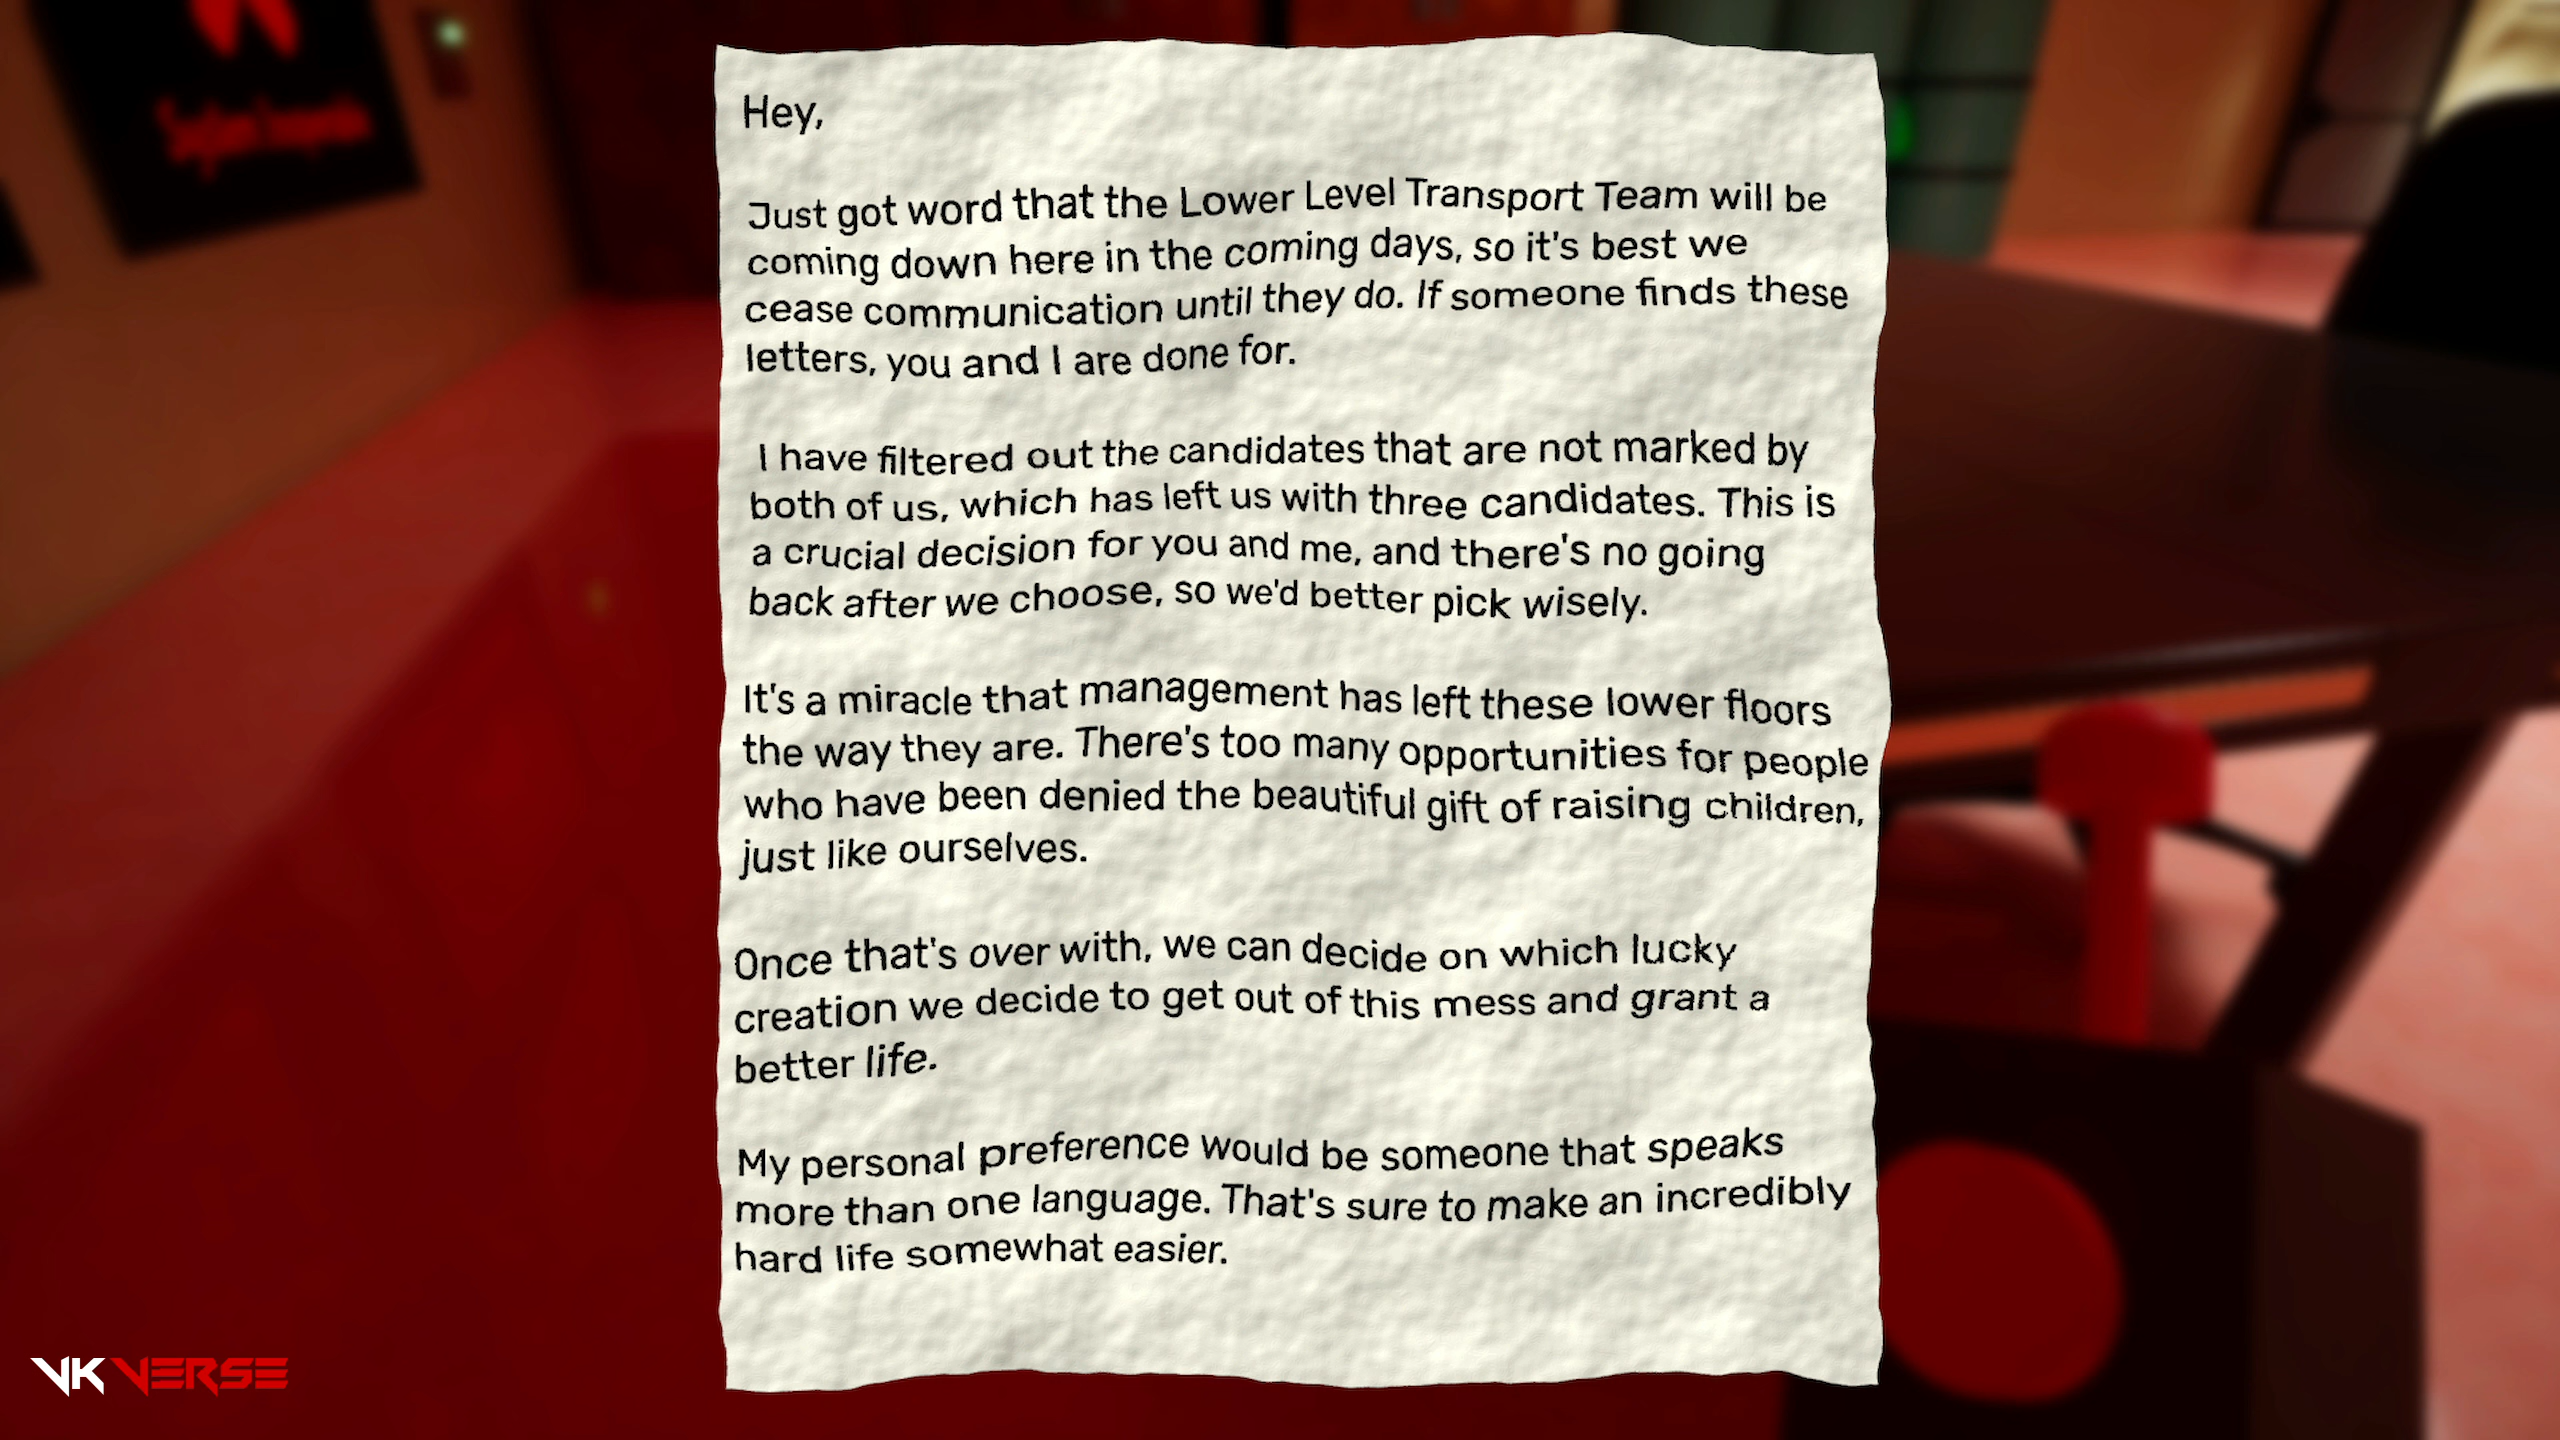 Hey,
Just got word that the Lower Level Transport Team will be
coming down here in the coming days, so it's best we
cease communication until they do. If someone finds these
letters, you and I are done for.
I have filtered out the candidates that are not marked by
both of us, which has left us with three candidates. This is
a crucial decision for you and me, and there's no going
back after we choose, so we'd better pick wisely.
It's a miracle that management has left these lower floors
the way they are. There's too many opportunities for people
who have been denied the beautiful gift of raising children,
just like ourselves.
Once that's over with, we can decide on which lucky
creation we decide to get out of this mess and grant a
better life.
My personal preference would be someone that speaks
more than one language. That's sure to make an incredibly
hard life somewhat easier.
VK VERSE